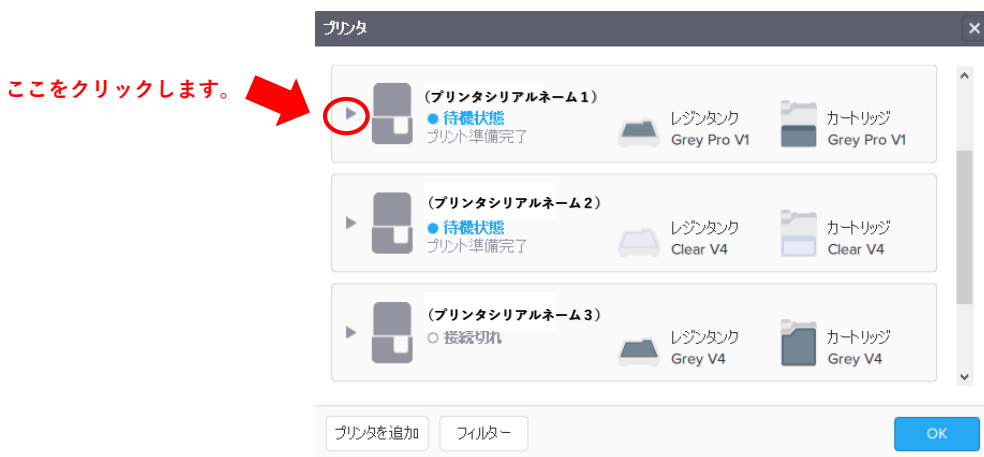 プリンタ
ここをクリックします。
（プリンタシリアルネーム１）
待機状態
プリント準備完了
レジンタンク
Grey Pro V1
カートリッジ
Grey Pro V1
（プリンタシリアルネーム２）
待機状態
プリント準備完了
レジンタンク
Clear V4
カートリッジ
Clear V4
（プリンタシリアルネーム３）
接続切れ
レジンタンク
Grey V4
カートリッジ
Grey V4
プリンタを追加
フィルター
OK